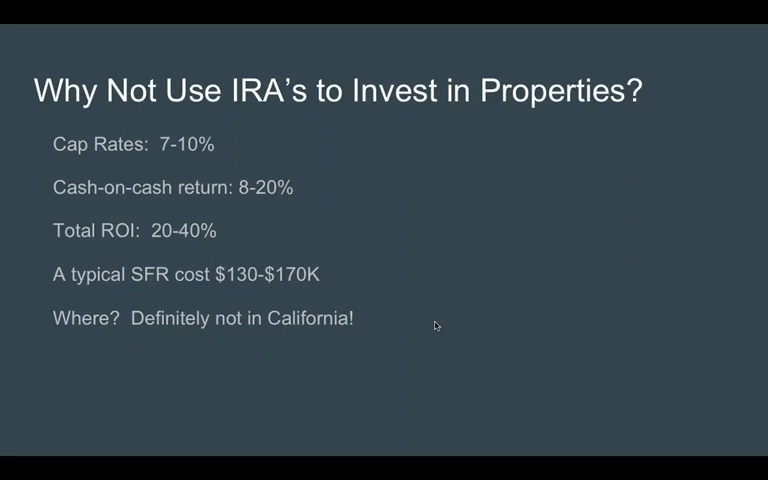 Why Not Use IRA's to Invest in Properties?
Cap Rates:  7-10%
Cash-on-cash return: 8-20%
Total ROI:  20-40%
A typical SFR cost $130-$170K
Where?  Definitely not in California!